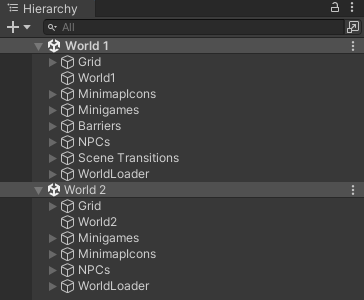 Hierarchy
All
World 1
Grid
World1
MinimapIcons
Minigames
Barriers
NPCs
Scene Transitions
WorldLoader
World 2
Grid
World2
Minigames
MinimapIcons
NPCs
WorldLoader